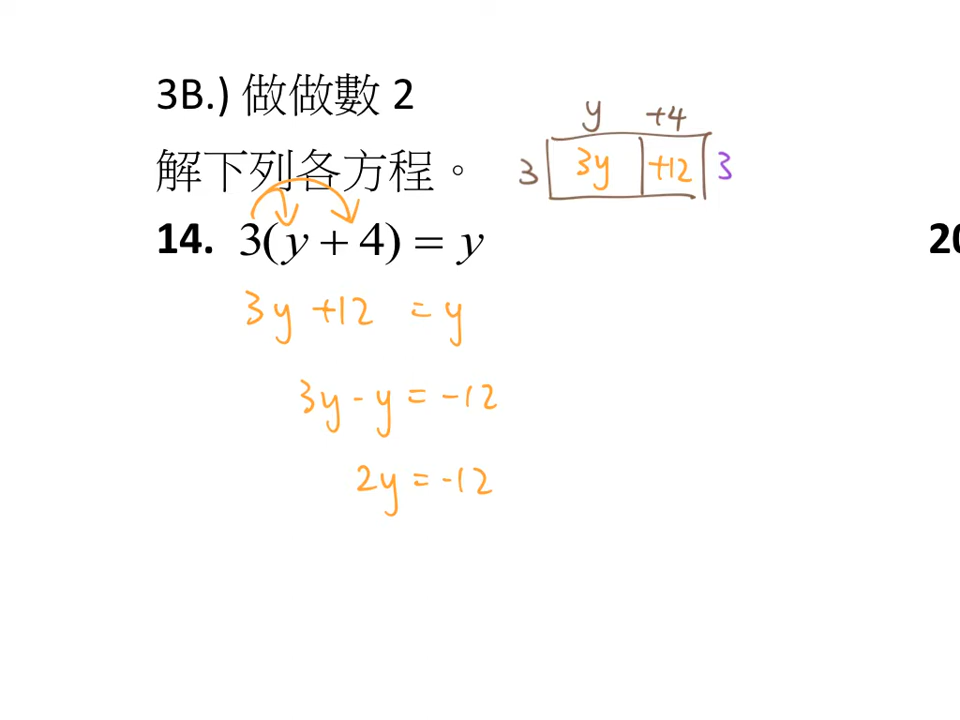 3B.) 做做數 2
y +4
3 3y +12 3
解下列各方程。
14. 3(y + 4) = y
20
3y +12 = y
3y - y = -12
2y = -12